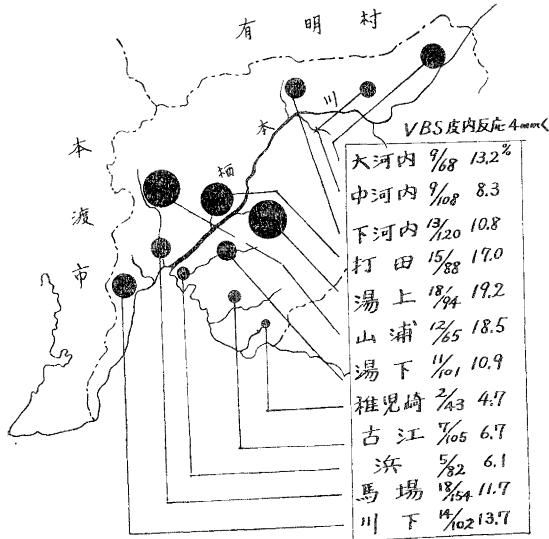 有明村
本渡市
栖本川
VBS皮内反応4mm<
大河内 9/68 13.2%
中河内 9/108 8.3
下河内 13/120 10.8
打田 15/88 17.0
湯上 18/94 19.2
山浦 12/65 18.5
湯下 11/101 10.9
稚児崎 2/43 4.7
古江 7/105 6.7
浜 5/82 6.1
馬場 18/154 11.7
川下 14/102 13.7